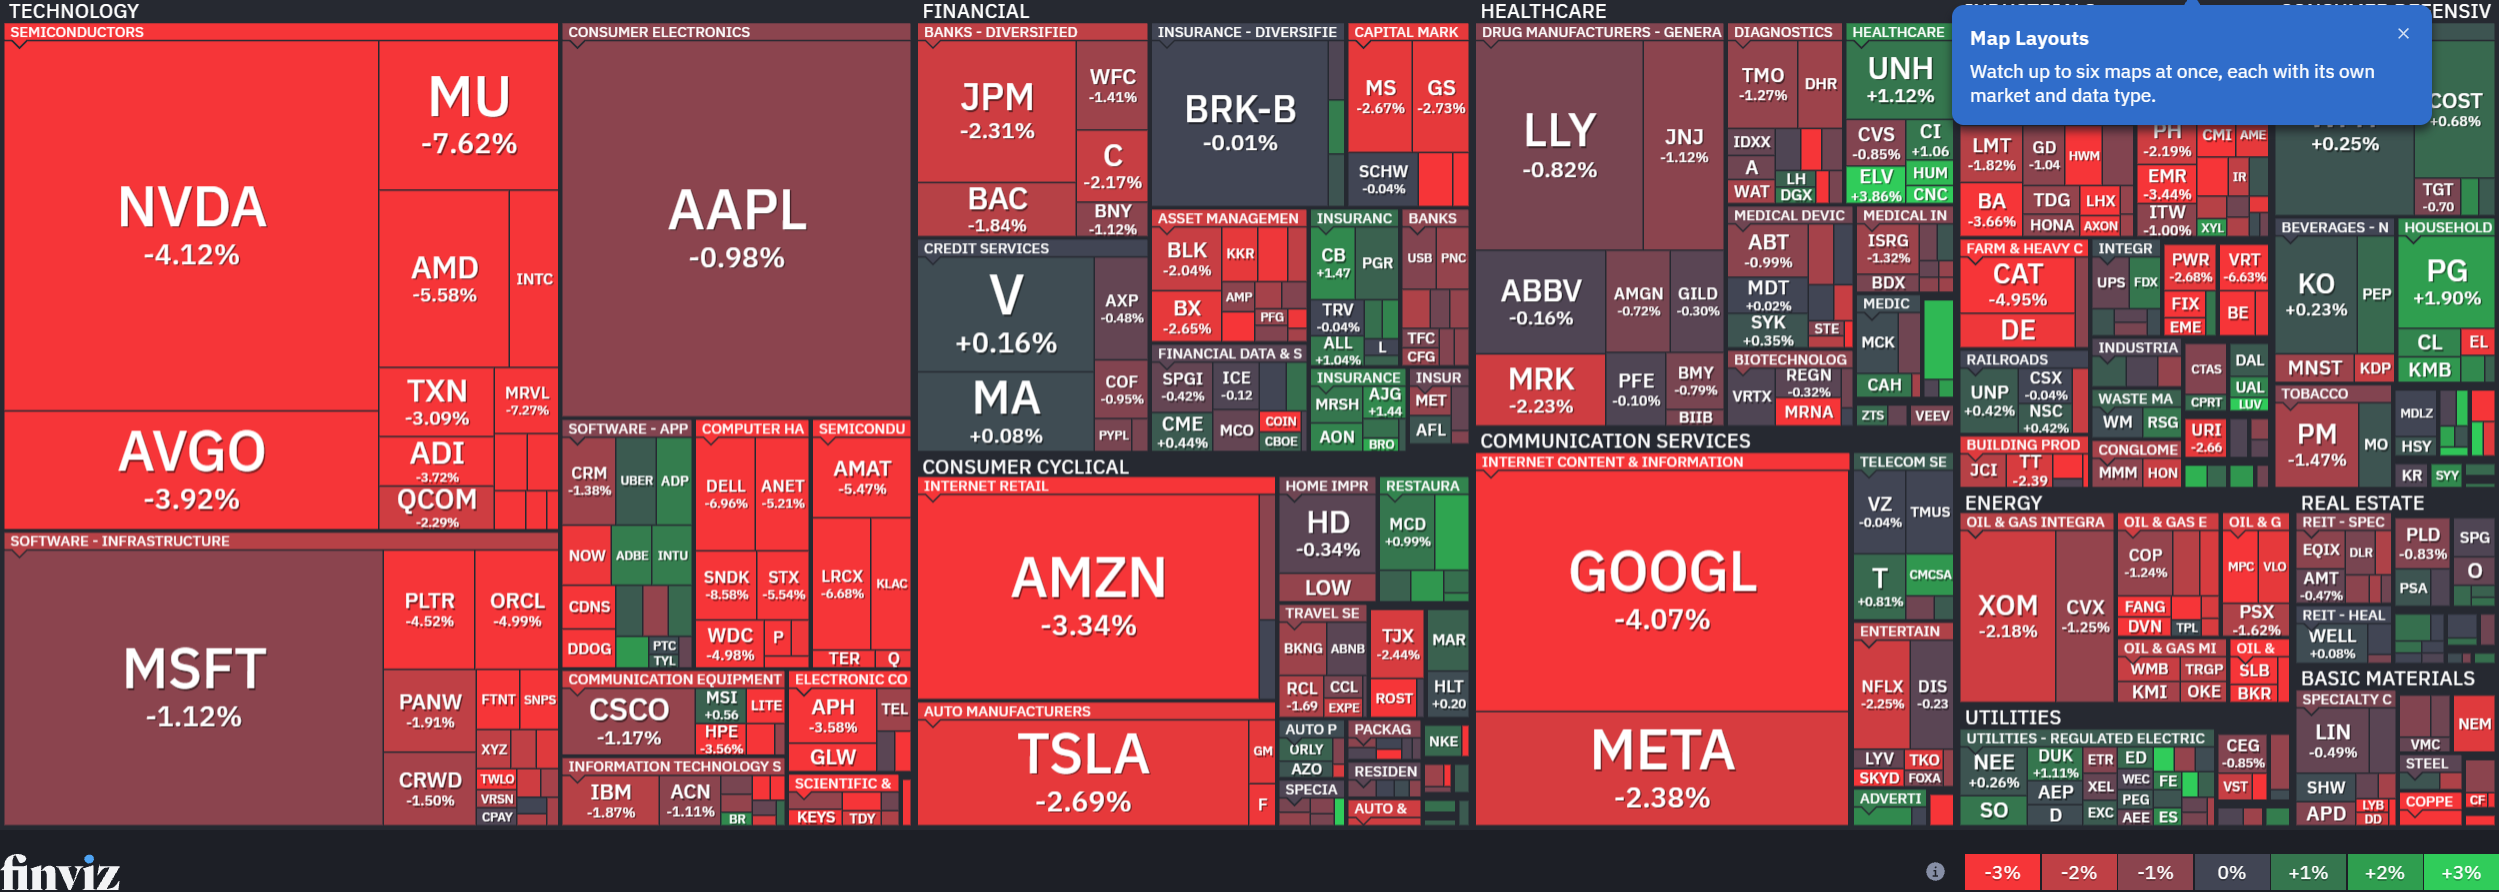 TECHNOLOGY
SEMICONDUCTORS
NVDA
-4.12%
AVGO
-3.92%
MU
-7.62%
AMD
-5.58%
INTC
TXN
-3.09%
MRVL
-7.27%
ADI
-3.72%
QCOM
-2.29%
SOFTWARE - INFRASTRUCTURE
MSFT
-1.12%
PLTR
-4.52%
ORCL
-4.99%
PANW
-1.91%
FTNT
SNPS
XYZ
CRWD
-1.50%
TWLO
VRSN
CPAY
CONSUMER ELECTRONICS
AAPL
-0.98%
SOFTWARE - APP
CRM
-1.38%
UBER
ADP
NOW
ADBE
INTU
CDNS
DDOG
PTC
TYL
COMPUTER HA
DELL
-6.96%
ANET
-5.21%
SNDK
-8.58%
STX
-5.54%
WDC
-4.98%
P
SEMICONDU
AMAT
-5.47%
LRCX
-6.68%
KLAC
TER
Q
COMMUNICATION EQUIPMENT
CSCO
-1.17%
MSI
+0.56
LITE
HPE
-3.56%
ELECTRONIC CO
APH
-3.58%
TEL
GLW
INFORMATION TECHNOLOGY S
IBM
-1.87%
ACN
-1.11%
BR
SCIENTIFIC &
KEYS
TDY
FINANCIAL
BANKS - DIVERSIFIED
JPM
-2.31%
WFC
-1.41%
C
-2.17%
BAC
-1.84%
BNY
-1.12%
CREDIT SERVICES
V
+0.16%
AXP
-0.48%
MA
+0.08%
COF
-0.95%
PYPL
INSURANCE - DIVERSIFIE
BRK-B
-0.01%
CAPITAL MARK
MS
-2.67%
GS
-2.73%
SCHW
-0.04%
ASSET MANAGEMEN
BLK
-2.04%
KKR
BX
-2.65%
AMP
PFG
INSURANC
CB
+1.47
PGR
TRV
-0.04%
ALL
+1.04%
L
BANKS
USB
PNC
TFC
CFG
FINANCIAL DATA & S
SPGI
-0.42%
ICE
-0.12
CME
+0.44%
MCO
COIN
CBOE
INSURANCE
MRSH
AJG
+1.44
AON
BRO
INSUR
MET
AFL
CONSUMER CYCLICAL
INTERNET RETAIL
AMZN
-3.34%
AUTO MANUFACTURERS
TSLA
-2.69%
GM
F
HOME IMPR
HD
-0.34%
LOW
RESTAURA
MCD
+0.99%
TRAVEL SE
BKNG
ABNB
RCL
-1.69
CCL
EXPE
TJX
-2.44%
ROST
MAR
HLT
+0.20
AUTO P
ORLY
AZO
SPECIA
PACKAG
RESIDEN
AUTO &
NKE
HEALTHCARE
DRUG MANUFACTURERS - GENERA
LLY
-0.82%
JNJ
-1.12%
ABBV
-0.16%
AMGN
-0.72%
GILD
-0.30%
MRK
-2.23%
PFE
-0.10%
BMY
-0.79%
BIIB
DIAGNOSTICS
TMO
-1.27%
DHR
IDXX
A
WAT
LH
DGX
HEALTHCARE
UNH
+1.12%
CVS
-0.85%
CI
+1.06
ELV
+3.86%
HUM
CNC
MEDICAL DEVIC
ABT
-0.99%
MDT
+0.02%
SYK
+0.35%
STE
MEDICAL IN
ISRG
-1.32%
BDX
BIOTECHNOLOG
VRTX
REGN
-0.32%
MRNA
MEDIC
MCK
CAH
ZTS
VEEV
COMMUNICATION SERVICES
INTERNET CONTENT & INFORMATION
GOOGL
-4.07%
META
-2.38%
TELECOM SE
VZ
-0.04%
TMUS
T
+0.81%
CMCSA
ENTERTAIN
NFLX
-2.25%
DIS
-0.23
LYV
TKO
SKYD
FOXA
ADVERTI
Map Layouts
Watch up to six maps at once, each with its own
market and data type.
LMT
-1.82%
GD
-1.04
HWM
BA
-3.66%
TDG
LHX
HONA
AXON
PH
-2.19%
CMI
AME
EMR
-3.44%
IR
ITW
-1.00%
XYL
FARM & HEAVY C
CAT
-4.95%
DE
INTEGR
UPS
FDX
PWR
-2.68%
VRT
-6.63%
FIX
EME
BE
RAILROADS
UNP
+0.42%
CSX
-0.04%
NSC
+0.42%
INDUSTRIA
CTAS
CPRT
DAL
UAL
LUV
WASTE MA
WM
RSG
URI
-2.66
BUILDING PROD
JCI
TT
-2.39
CONGLOME
MMM
HON
DEFENSIV
+0.25%
COST
+0.68%
TGT
-0.70
BEVERAGES - N
KO
+0.23%
PEP
MNST
KDP
HOUSEHOLD
PG
+1.90%
CL
EL
KMB
TOBACCO
PM
-1.47%
MO
MDLZ
HSY
KR
SYY
ENERGY
OIL & GAS INTEGRA
XOM
-2.18%
CVX
-1.25%
OIL & GAS E
COP
-1.24%
FANG
DVN
TPL
OIL & G
MPC
VLO
PSX
-1.62%
OIL & GAS MI
WMB
TRGP
KMI
OKE
OIL &
SLB
BKR
UTILITIES
UTILITIES - REGULATED ELECTRIC
NEE
+0.26%
DUK
+1.11%
ETR
ED
SO
AEP
XEL
WEC
FE
D
EXC
PEG
AEE
ES
CEG
-0.85%
VST
REAL ESTATE
REIT - SPEC
EQIX
DLR
AMT
-0.47%
PLD
-0.83%
SPG
PSA
O
REIT - HEAL
WELL
+0.08%
BASIC MATERIALS
SPECIALTY C
LIN
-0.49%
SHW
APD
LYB
DD
VMC
NEM
STEEL
COPPE
CF
finviz
-3%
-2%
-1%
0%
+1%
+2%
+3%